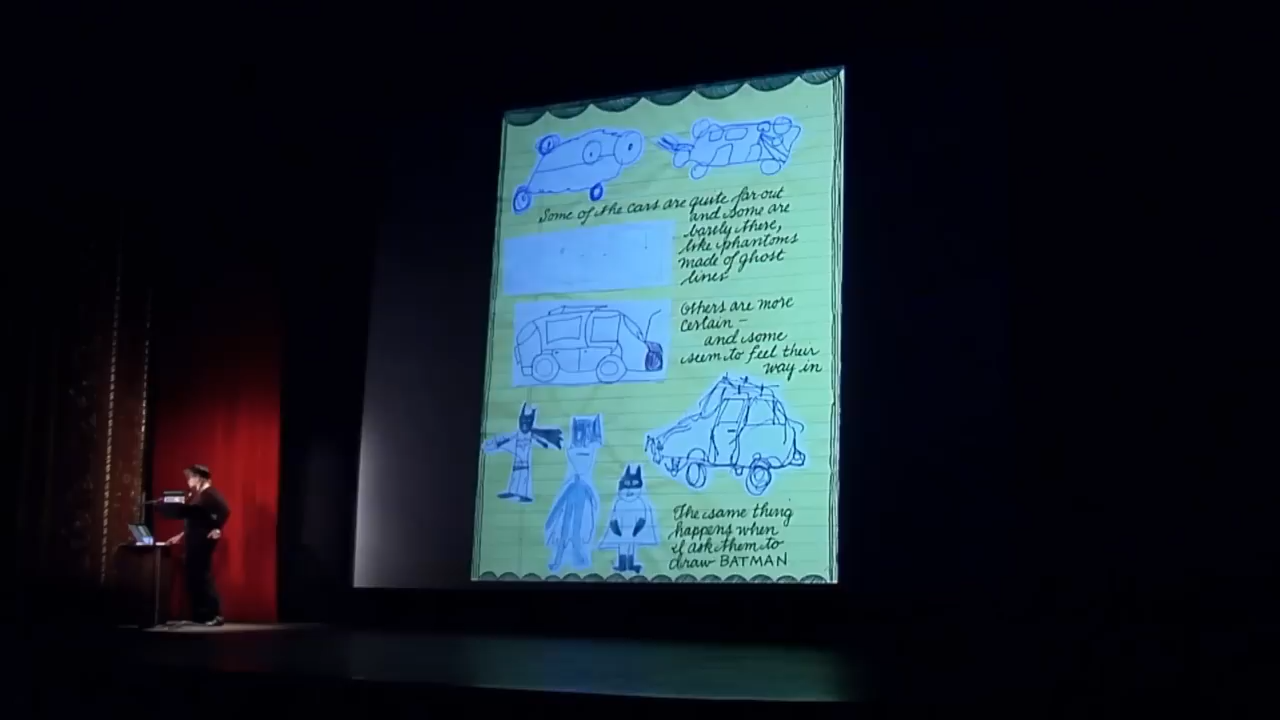 Some of the cars are quite far-out
and some are
barely there,
like phantoms
made of ghost
lines
Others are more
certain –
and some
seem to feel their
way in
The same thing
happens when
I ask them to
draw BATMAN